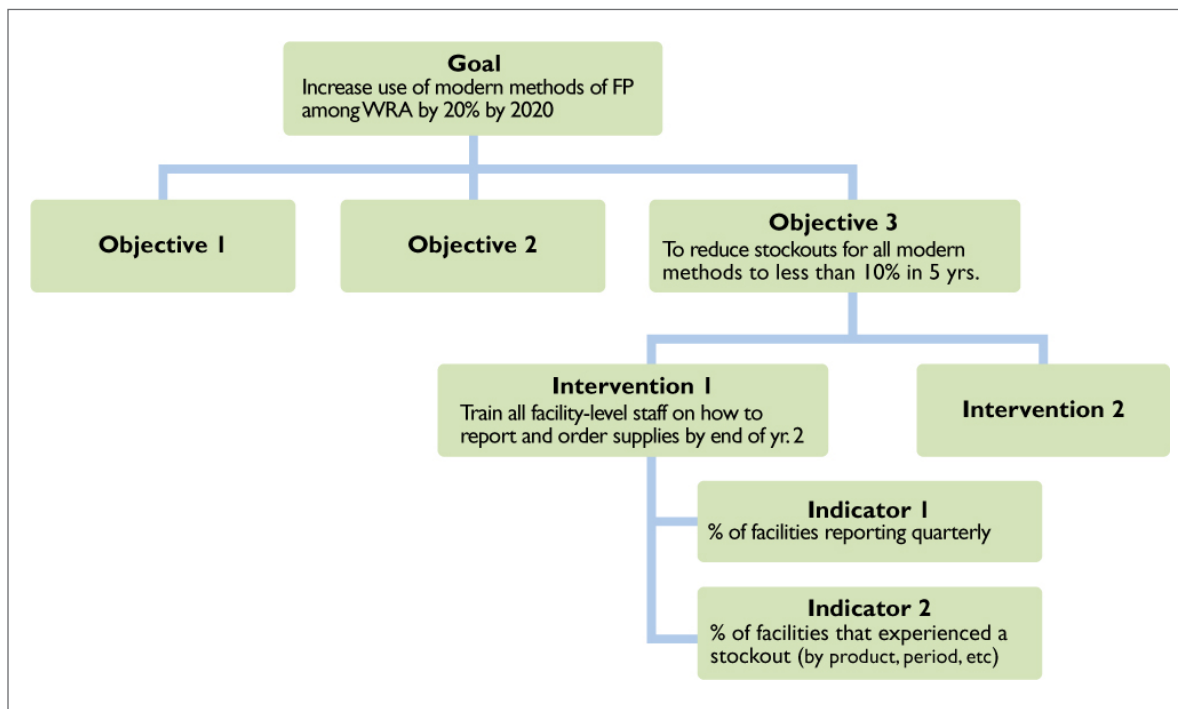 Goal
Increase use of modern methods of FP
among WRA by 20% by 2020
Objective 1
Objective 2
Objective 3
To reduce stockouts for all modern
methods to less than 10% in 5 yrs.
Intervention 1
Train all facility-level staff on how to
report and order supplies by end of yr. 2
Intervention 2
Indicator 1
% of facilities reporting quarterly
Indicator 2
% of facilities that experienced a
stockout (by product, period, etc)